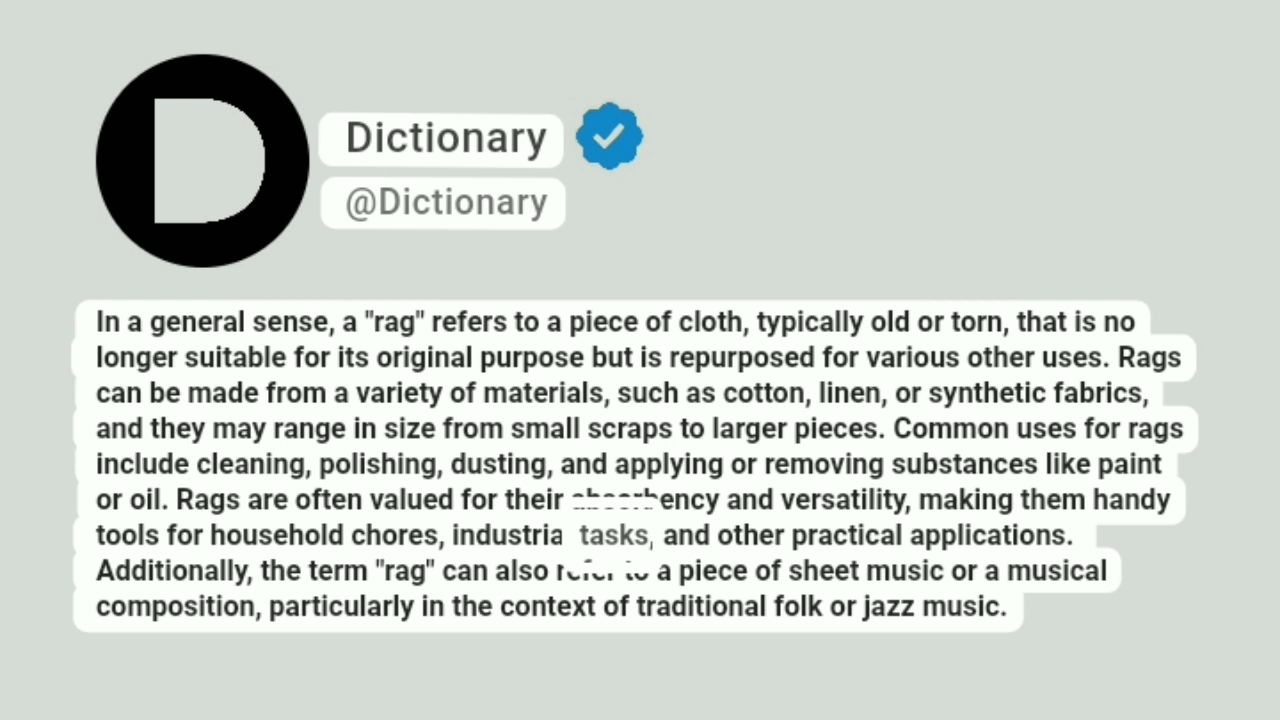 D
Dictionary
@Dictionary
In a general sense, a "rag" refers to a piece of cloth, typically old or torn, that is no
longer suitable for its original purpose but is repurposed for various other uses. Rags
can be made from a variety of materials, such as cotton, linen, or synthetic fabrics,
and they may range in size from small scraps to larger pieces. Common uses for rags
include cleaning, polishing, dusting, and applying or removing substances like paint
or oil. Rags are often valued for their absorbency and versatility, making them handy
tools for household chores, industria tasks, and other practical applications.
Additionally, the term "rag" can also refer to a piece of sheet music or a musical
composition, particularly in the context of traditional folk or jazz music.